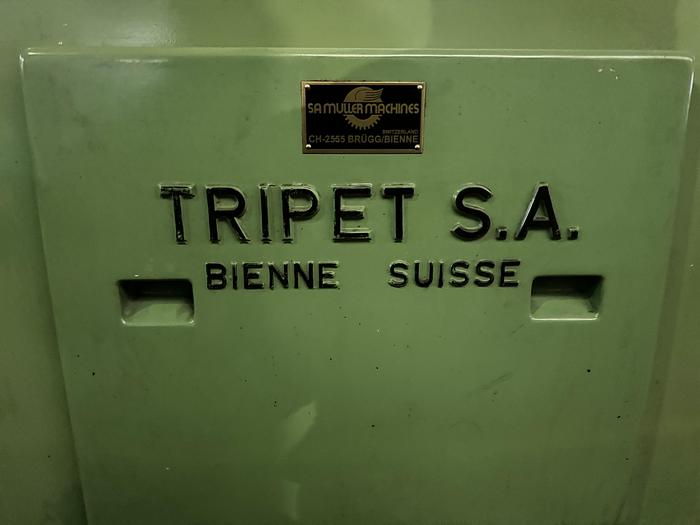 SA MULLER MACHINES
SWITZERLAND
CH-2555 BRÜGG/BIENNE
TRIPET S.A.
BIENNE SUISSE